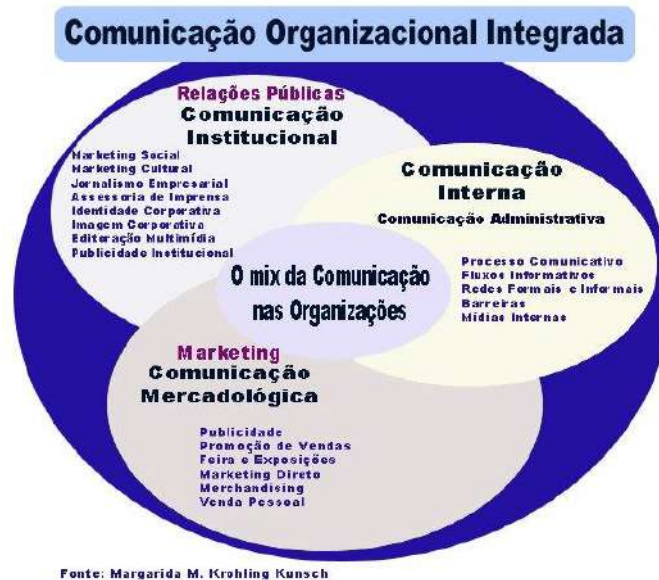 Comunicação Organizacional Integrada
Relações Públicas
Comunicação
Institucional
Marketing Social
Marketing Cultural
Jornalismo Empresarial
Assessoria de Imprensa
Identidade Corporativa
Imagem Corporativa
Editoração Multimídia
Publicidade Institucional
Comunicação
Interna
Comunicação Administrativa
Processo Comunicativo
Fluxos Informativos
Redes Formais e Informais
Barreiras
Mídias Internas
O mix da Comunicação
nas Organizações
Marketing
Comunicação
Mercadológica
Publicidade
Promoção de Vendas
Feira e Exposições
Marketing Direto
Merchandising
Venda Pessoal
Fonte: Margarida M. Krohling Kunsch